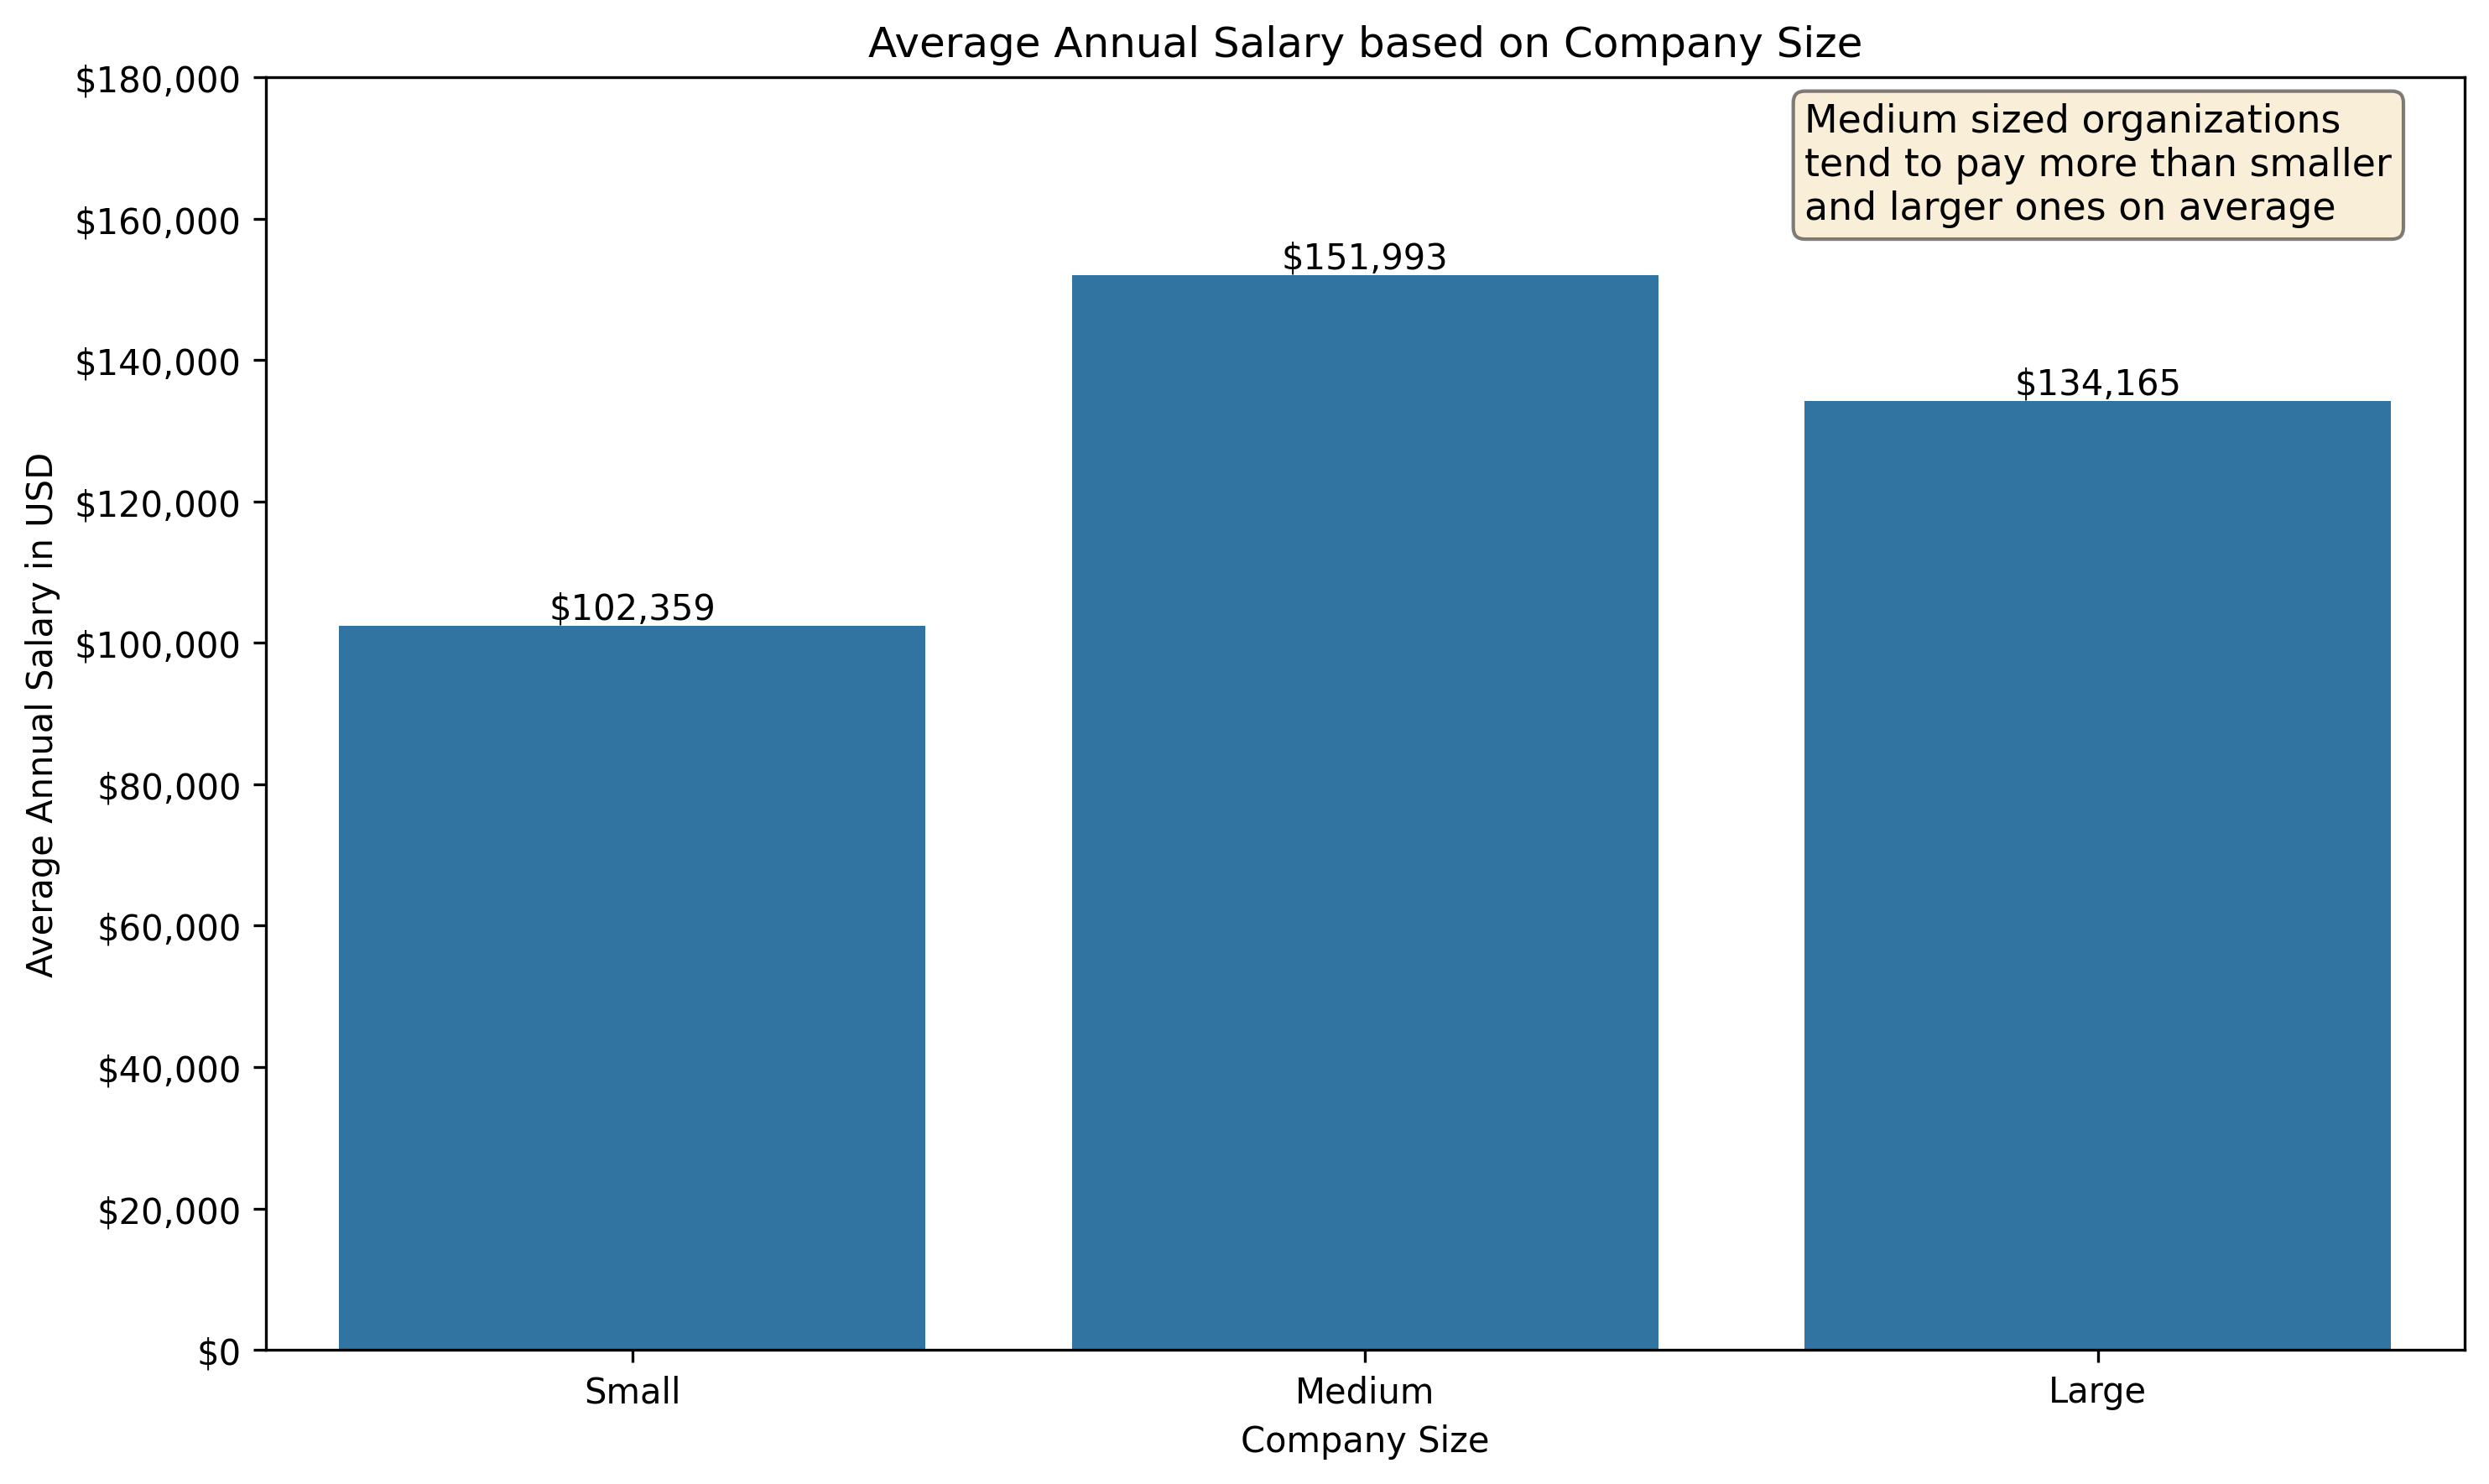 Average Annual Salary based on Company Size
$180,000
$160,000
$140,000
$120,000
$100,000
$80,000
$60,000
$40,000
$20,000
$0
Average Annual Salary in USD
Medium sized organizations
tend to pay more than smaller
and larger ones on average
$102,359
$151,993
$134,165
Small
Medium
Large
Company Size